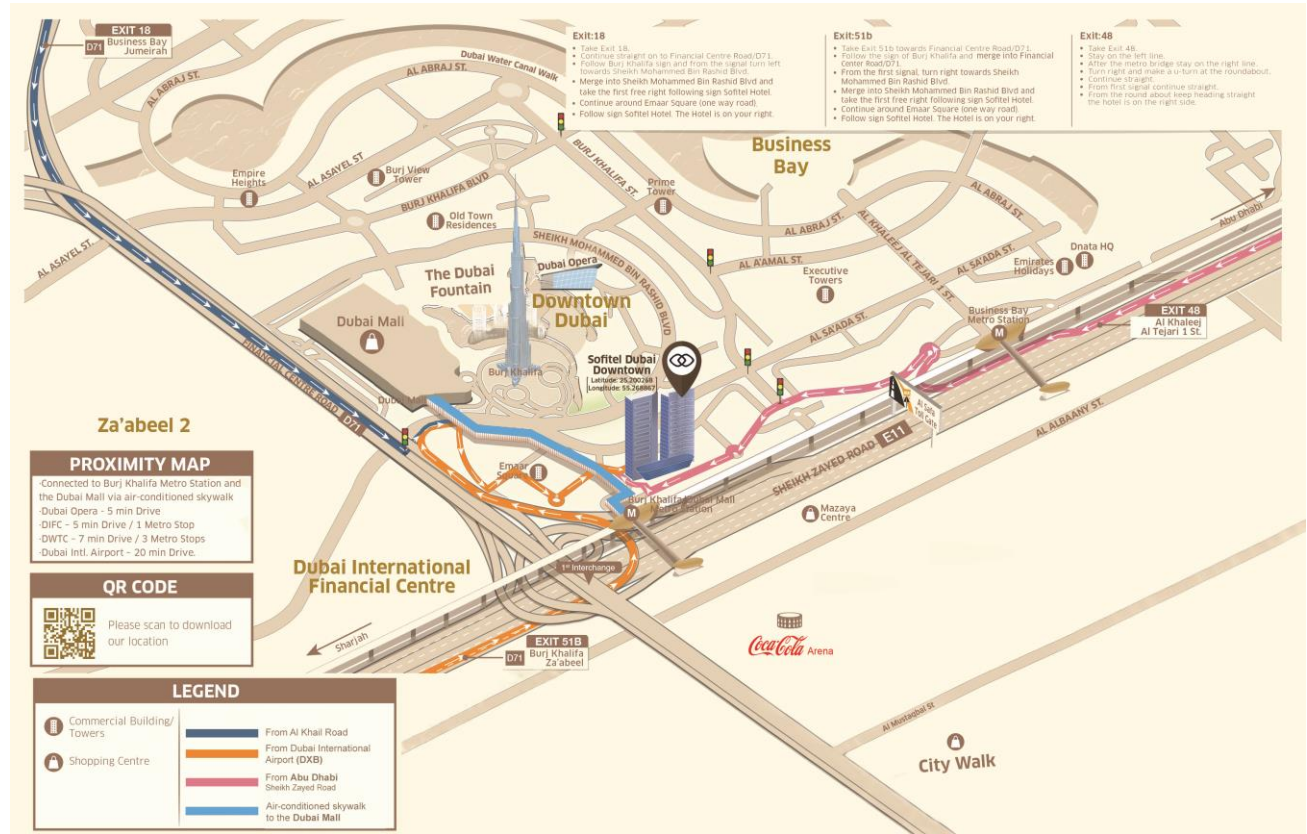 EXIT 18
D71 Business Bay
Jumeirah
Exit:18
• Take Exit 18.
• Continue straight on to Financial Centre Road/D71.
• Follow Burj Khalifa sign and from the signal turn left
towards Sheikh Mohammed Bin Rashid Blvd.
• Merge into Sheikh Mohammed Bin Rashid Blvd and
take the first free right following sign Sofitel Hotel.
• Continue around Emaar Square (one way road).
• Follow sign Sofitel Hotel. The Hotel is on your right.
Exit:51b
• Take Exit 51b towards Financial Centre Road/D71.
• Follow the sign of Burj Khalifa and merge into Financial
Center Road/D71.
• From the first signal, turn right towards Sheikh
Mohammed Bin Rashid Blvd.
• Merge into Sheikh Mohammed Bin Rashid Blvd and
take the first free right following sign Sofitel Hotel.
• Continue around Emaar Square (one way road)
• Follow sign Sofitel Hotel. The Hotel is on your right.
Exit:48
• Take Exit 48.
• Stay on the left line.
• After the metro bridge stay on the right line.
• Turn right and make a u-turn at the roundabout.
• Continue straight.
• From first signal continue straight.
• From the round about keep heading straight
the hotel is on the right side.
Dubai Water Canal Walk
AL ABRAJ ST.
AL ABRAJ ST.
AL ASAYEL ST.
BURJ KHALIFA ST.
Business
Bay
Empire
Heights
Burj View
Tower
BURJ KHALIFA BLVD
Prime
Tower
AL ABRAJ ST.
AL ABRAJ ST.
AL KHALEEJ AL TEJARI 1 ST.
Abu Dhabi
Old Town
Residences
AL ASAYEL ST.
SHEIKH MOHAMMED BIN RASHID BLVD
Dubai Opera
AL A'AMAL ST.
AL SA'ADA ST.
Dnata HQ
Emirates
Holidays
The Dubai
Fountain
Downtown
Dubai
Executive
Towers
AL SA'ADA ST.
Business Bay
Metro Station
M
EXIT 48
Al Khaleej
Al Tejari 1 St.
Dubai Mall
Burj Khalifa
Sofitel Dubai
Downtown
Latitude: 35.200268
Longitude: 55.268867
Al Safa
Toll Gate
FINANCIAL CENTRE ROAD D71
Za'abeel 2
Emaar
Square
SHEIKH ZAYED ROAD E11
AL ALBAANY ST.
Burj Khalifa/Dubai Mall
Metro Station
M
Mazaya
Centre
PROXIMITY MAP
-Connected to Burj Khalifa Metro Station and
the Dubai Mall via air-conditioned skywalk
-Dubai Opera - 5 min Drive
-DIFC – 5 min Drive / 1 Metro Stop
-DWTC – 7 min Drive / 3 Metro Stops
-Dubai Intl. Airport – 20 min Drive.
Dubai International
Financial Centre
1st Interchange
QR CODE
Please scan to download
our location
Sharjah
EXIT 51B
D71 Burj Khalifa
Za'abeel
Coca-Cola Arena
Al Mustaqbal St
City Walk
LEGEND
Commercial Building/
Towers
Shopping Centre
From Al Khail Road
From Dubai International
Airport (DXB)
From Abu Dhabi
Sheikh Zayed Road
Air-conditioned skywalk
to the Dubai Mall